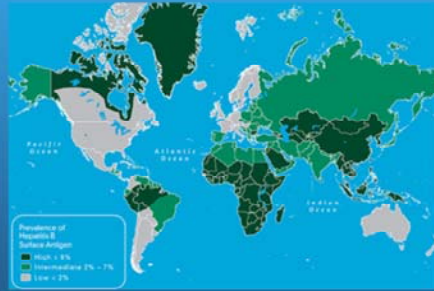 Pacific
Ocean
Atlantic
Ocean
Indian
Ocean
Prevalence of
Hepatitis B
Surface Antigen
High > 8%
Intermediate 2% – 7%
Low < 2%